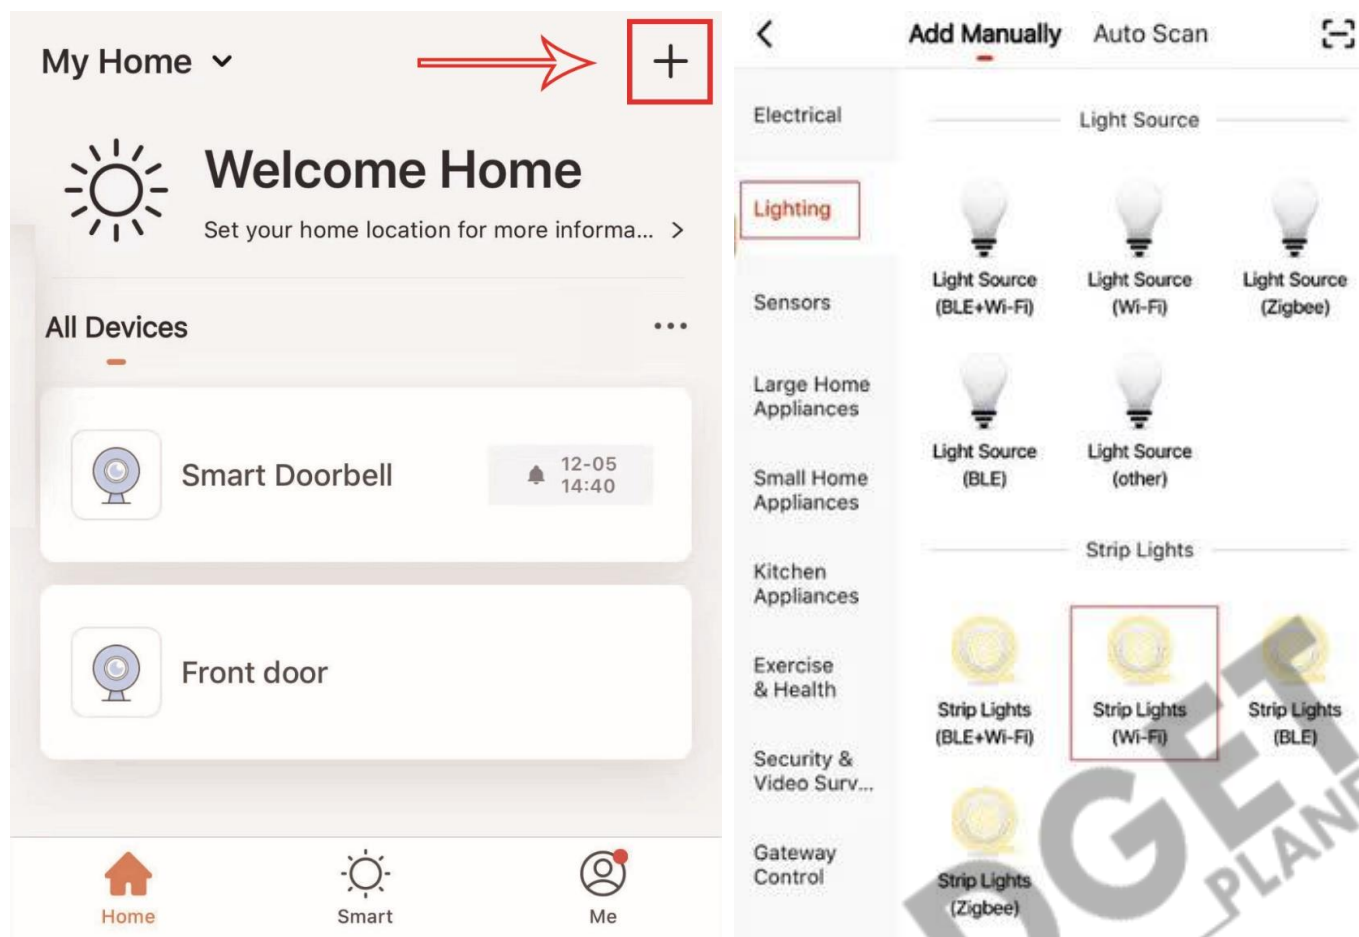 My Home
Welcome Home
Set your home location for more informa... >
All Devices
Smart Doorbell
12-05
14:40
Front door
Home
Smart
Me
Add Manually
Auto Scan
Electrical
Lighting
Sensors
Large Home
Appliances
Small Home
Appliances
Kitchen
Appliances
Exercise
& Health
Security &
Video Surv...
Gateway
Control
Light Source
Light Source
(BLE+Wi-Fi)
Light Source
(Wi-Fi)
Light Source
(Zigbee)
Light Source
(BLE)
Light Source
(other)
Strip Lights
Strip Lights
(BLE+Wi-Fi)
Strip Lights
(Wi-Fi)
Strip Lights
(BLE)
Strip Lights
(Zigbee)
DGET
PLANE